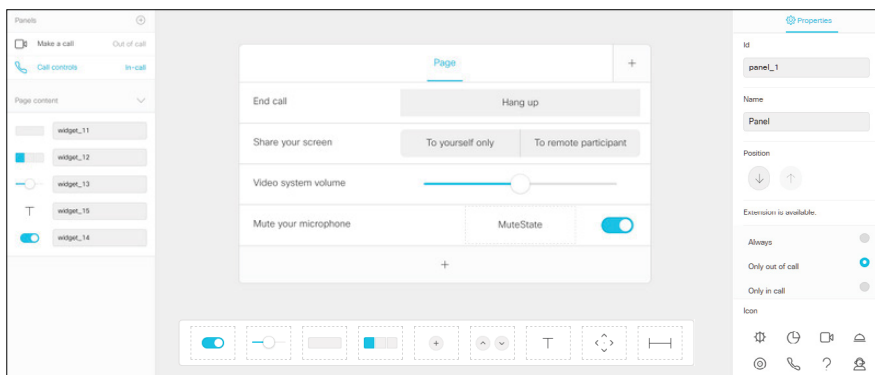 Panels
Make a call Out of call
Call controls In-call
Page content
widget_11
widget_12
widget_13
widget_15
widget_14
Page
+
End call Hang up
Share your screen To yourself only To remote participant
Video system volume
Mute your microphone MuteState
+
Properties
Id
panel_1
Name
Panel
Position
Extension is available:
Always
Only out of call
Only in call
Icon